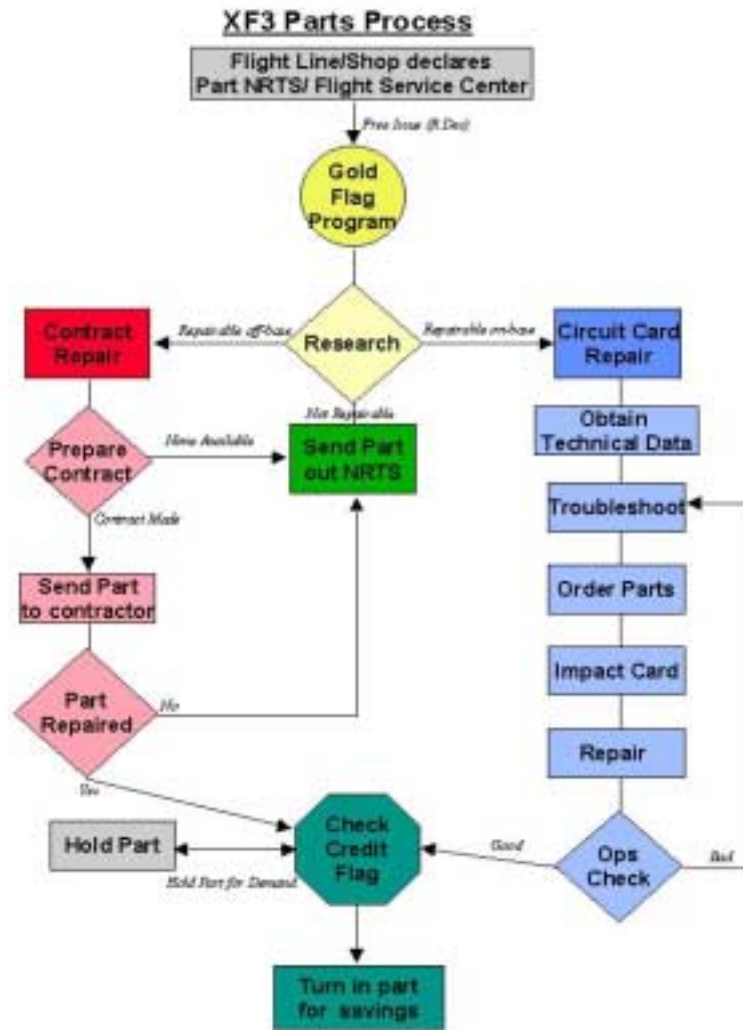 XF3 Parts Process
Flight Line/Shop declares
Part NRTS/ Flight Service Center
Free Issue
Gold
Flag
Program
Contract
Repair
Repairable off-base
Research
Repairable on-base
Circuit Card
Repair
Not Repairable
Prepare
Contract
None Available
Send Part
out NRTS
Obtain
Technical Data
Contract Made
Troubleshoot
Send Part
to contractor
Order Parts
Part
Repaired
No
Impact Card
Repair
Yes
Hold Part
Check
Credit
Flag
Good
Ops
Check
Bad
Hold Part for Demand
Turn in part
for savings